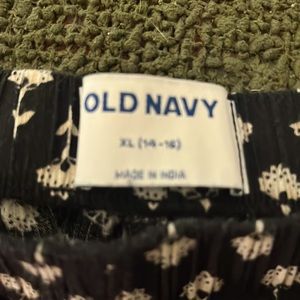 OLD NAVY
XL (14-16)
MADE IN INDIA